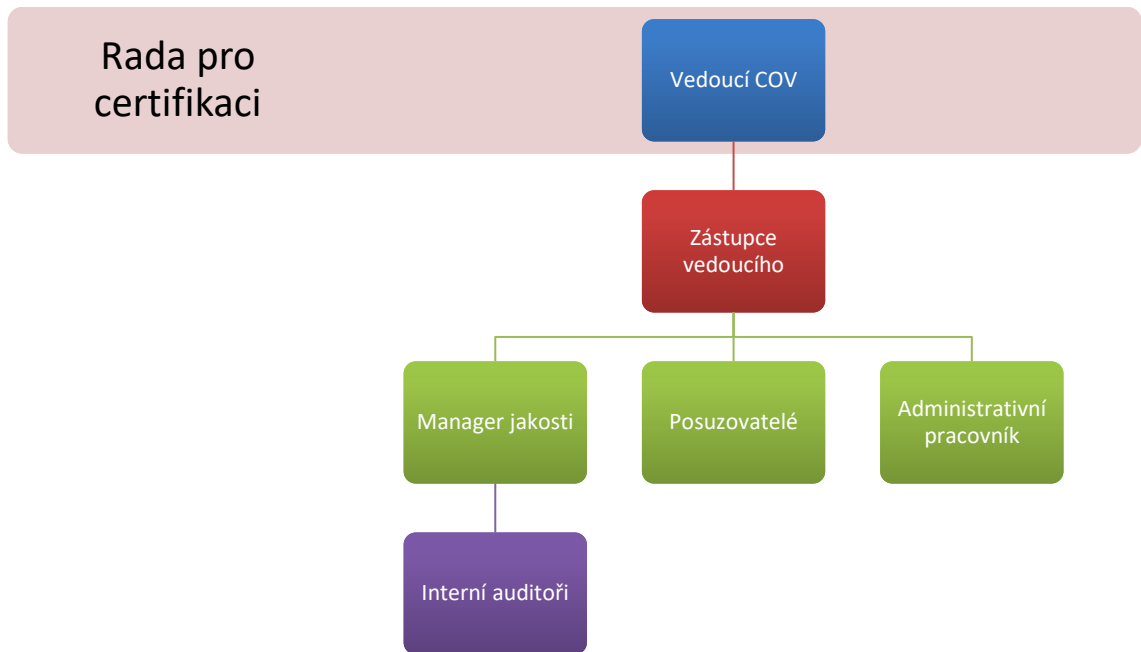 Rada pro
certifikaci
Vedoucí COV
Zástupce
vedoucího
Manager jakosti
Posuzovatelé
Administrativní
pracovník
Interní auditoři